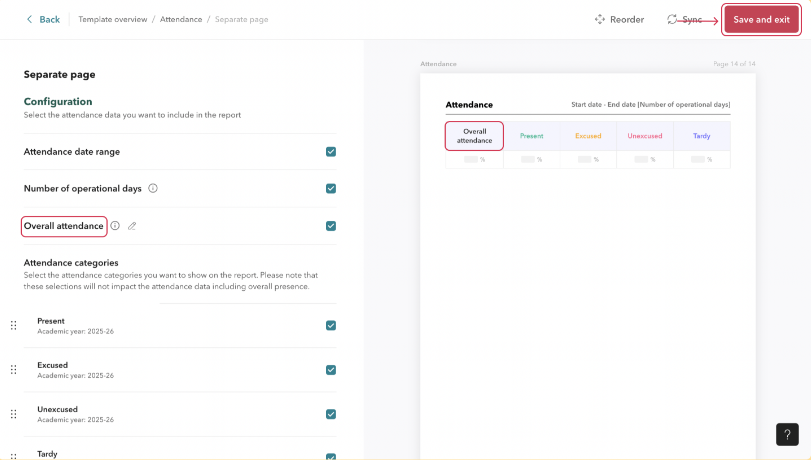 Back
Template overview / Attendance / Separate page
Reorder
Sync
Save and exit
Separate page
Configuration
Select the attendance data you want to include in the report
Attendance date range
Number of operational days
Overall attendance
Attendance categories
Select the attendance categories you want to show on the report. Please note that
these selections will not impact the attendance data including overall presence.
Present
Academic year: 2025-26
Excused
Academic year: 2025-26
Unexcused
Academic year: 2025-26
Tardy
Attendance
Page 14 of 14
Attendance
Start date - End date [Number of operational days]
Overall
attendance
Present
Excused
Unexcused
Tardy
% % % % %
?